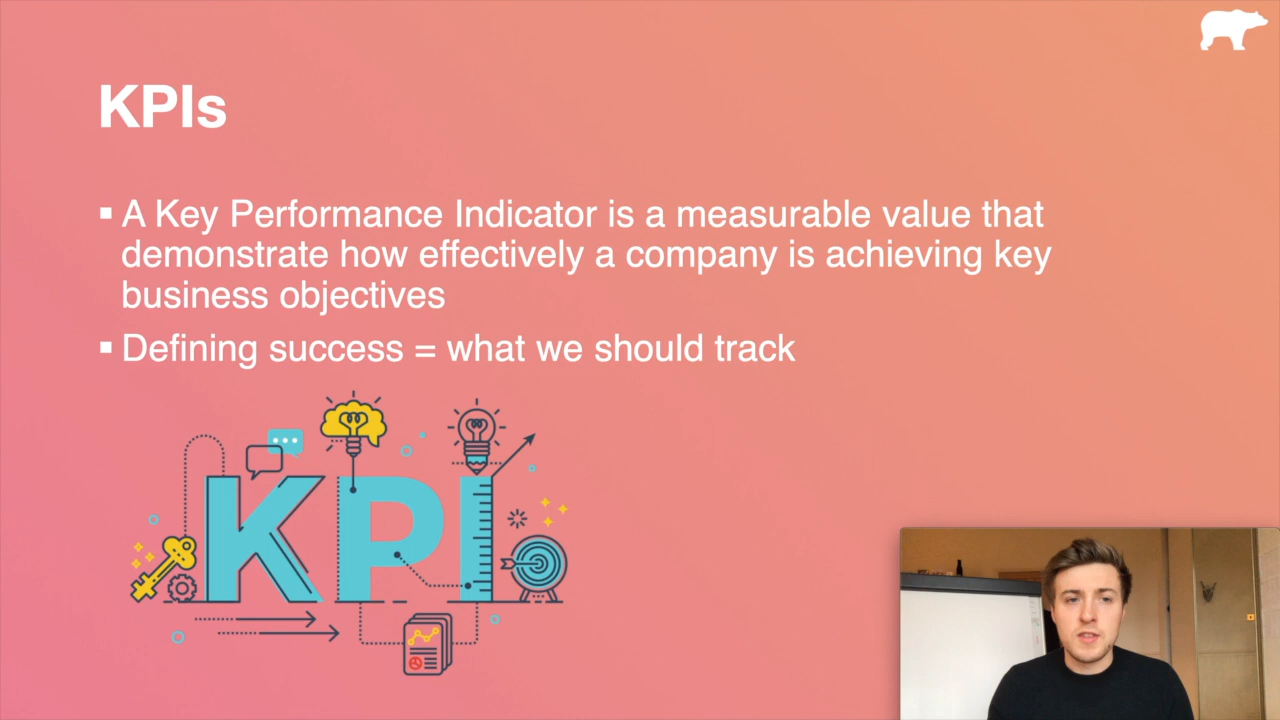 KPIs
▪ A Key Performance Indicator is a measurable value that
demonstrate how effectively a company is achieving key
business objectives
▪ Defining success = what we should track
KPI